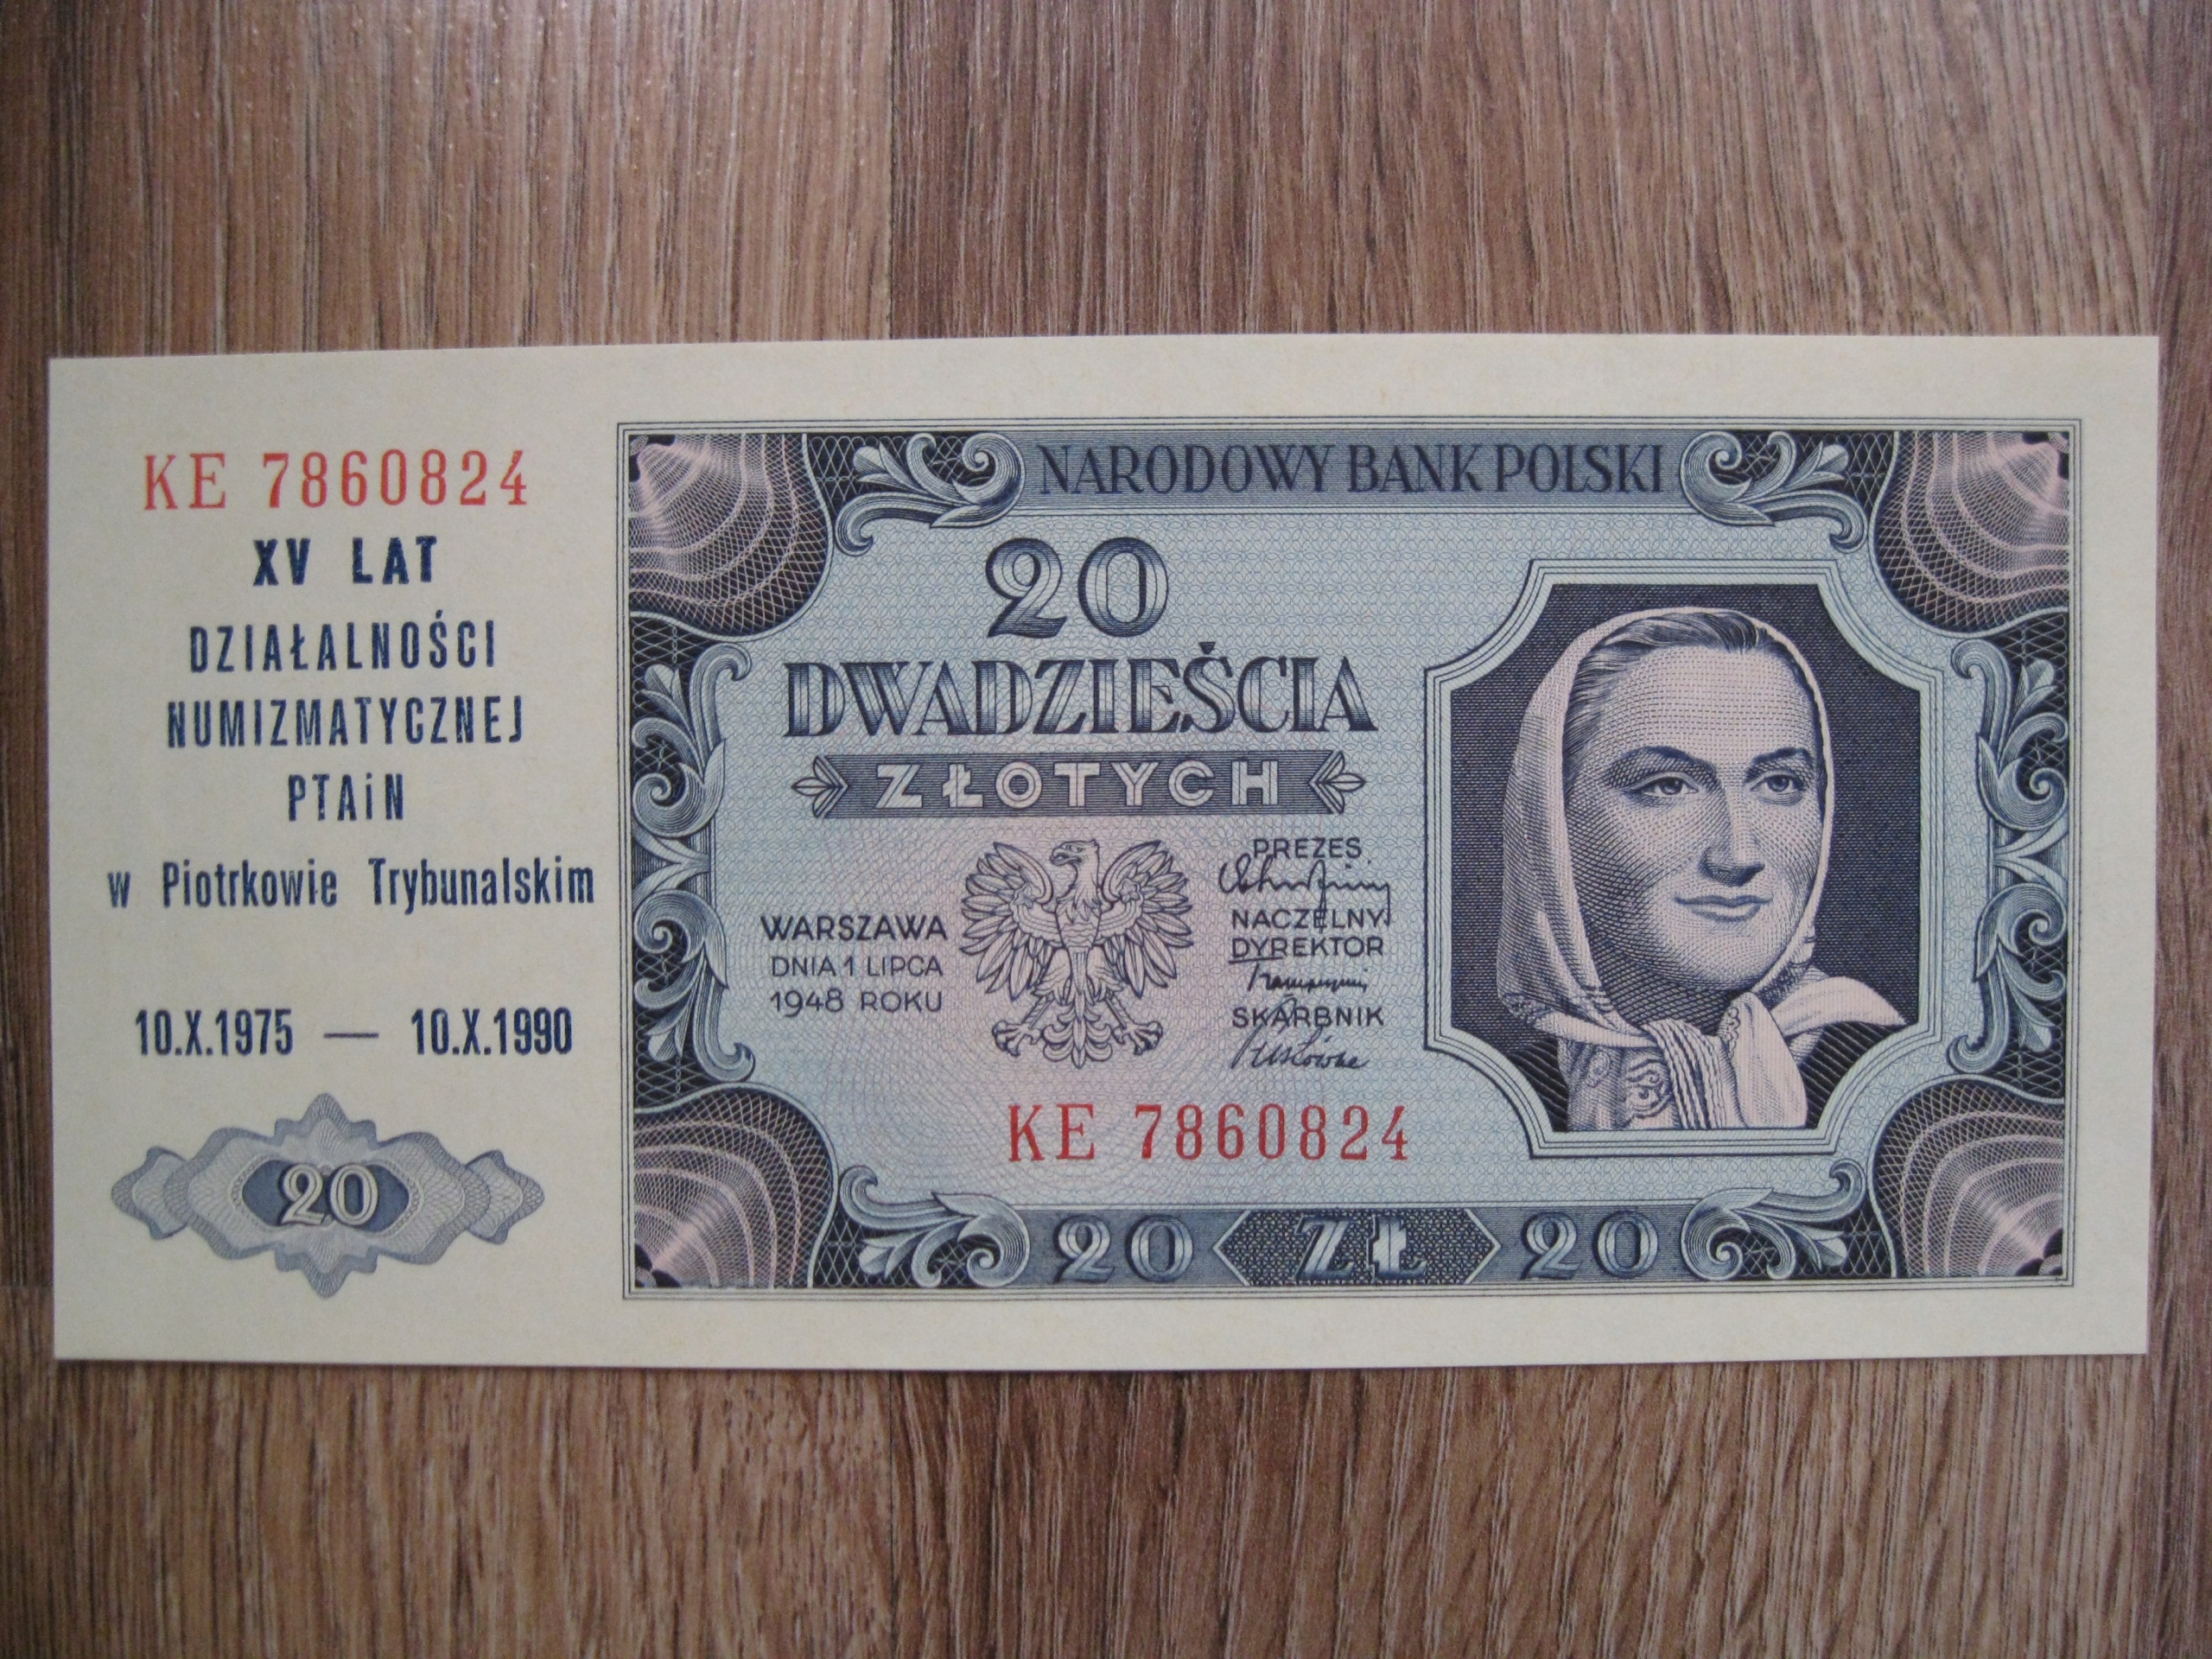 KE 7860824
XV LAT
DZIAŁALNOŚCI
NUMIZMATYCZNEJ
PTAiN
w Piotrkowie Trybunalskim
10.X.1975 — 10.X.1990
20
NARODOWY BANK POLSKI
20
DWADZIEŚCIA
ZŁOTYCH
WARSZAWA
DNIA 1 LIPCA
1948 ROKU
PREZES
NACZELNY
DYREKTOR
SKARBNIK
KE 7860824
20 ZŁ 20